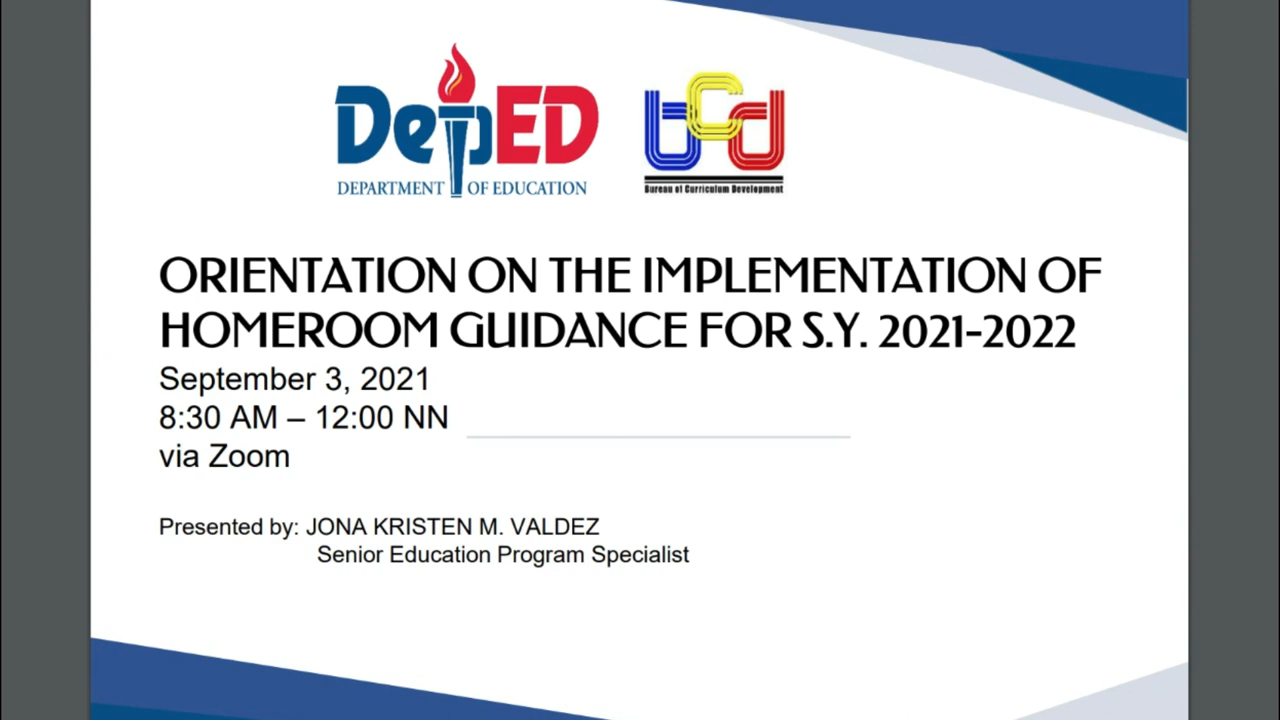 DepED
DEPARTMENT OF EDUCATION
bcd
Bureau of Curriculum Development
ORIENTATION ON THE IMPLEMENTATION OF
HOMEROOM GUIDANCE FOR S.Y. 2021-2022
September 3, 2021
8:30 AM – 12:00 NN
via Zoom
Presented by: JONA KRISTEN M. VALDEZ
Senior Education Program Specialist